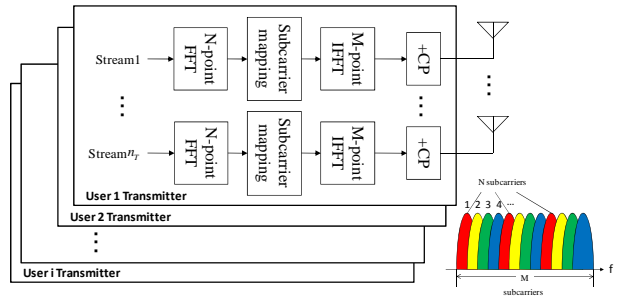 Stream1
N-point
FFT
Subcarrier
mapping
M-point
IFFT
+CP
Stream n_T
N-point
FFT
Subcarrier
mapping
M-point
IFFT
+CP
User 1 Transmitter
User 2 Transmitter
User i Transmitter
N subcarriers
1 2 3 4 ...
f
M
subcarriers